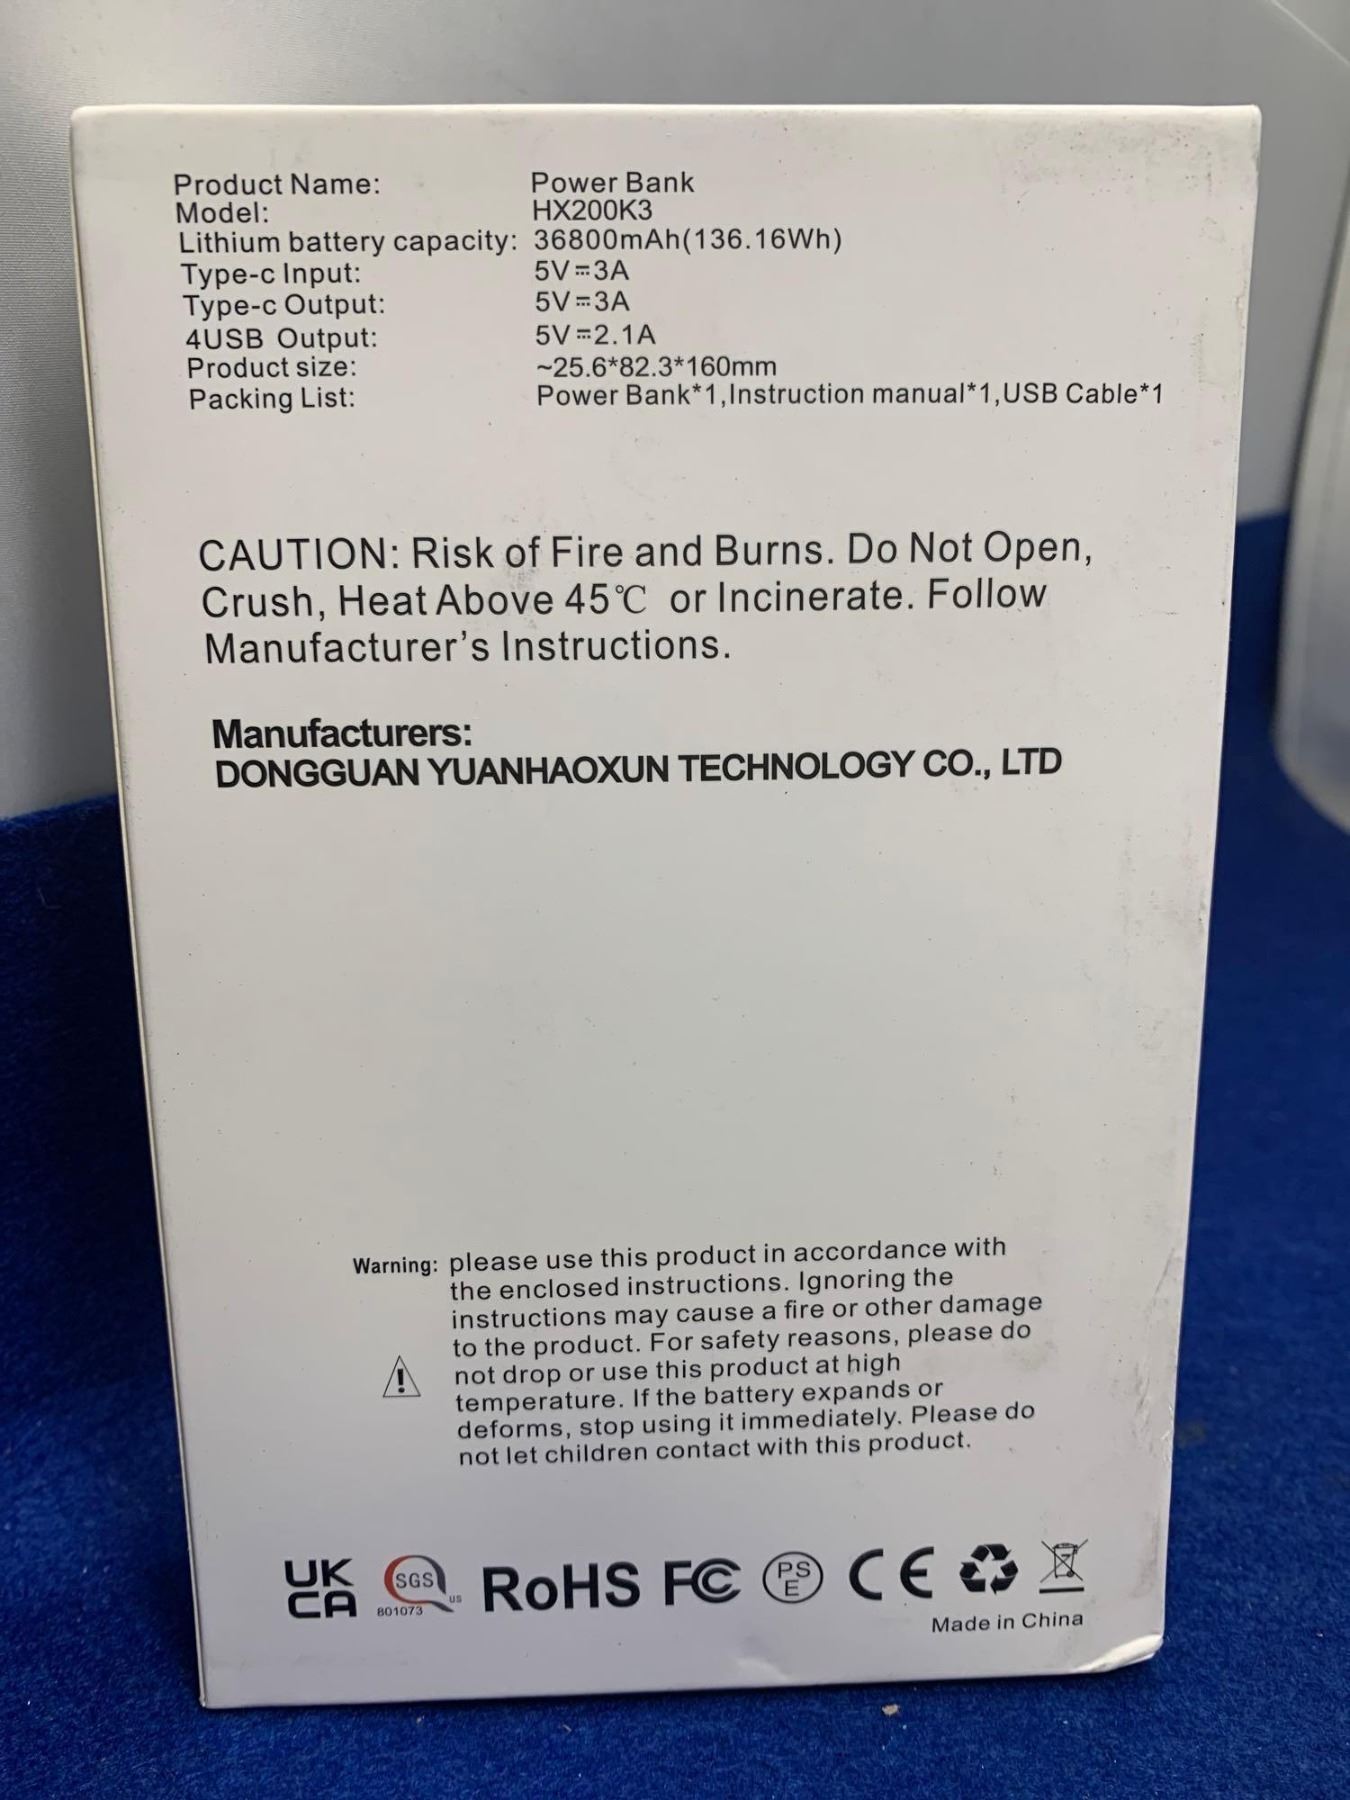 Product Name: Power Bank
Model: HX200K3
Lithium battery capacity: 36800mAh(136.16Wh)
Type-c Input: 5V⎓3A
Type-c Output: 5V⎓3A
4USB Output: 5V⎓2.1A
Product size: ~25.6*82.3*160mm
Packing List: Power Bank*1,Instruction manual*1,USB Cable*1
CAUTION: Risk of Fire and Burns. Do Not Open,
Crush, Heat Above 45℃ or Incinerate. Follow
Manufacturer's Instructions.
Manufacturers:
DONGGUAN YUANHAOXUN TECHNOLOGY CO., LTD
Warning: please use this product in accordance with
the enclosed instructions. Ignoring the
instructions may cause a fire or other damage
to the product. For safety reasons, please do
not drop or use this product at high
temperature. If the battery expands or
deforms, stop using it immediately. Please do
not let children contact with this product.
UK
CA
SGS
US
801073
RoHS
FC
PS
E
CE
Made in China